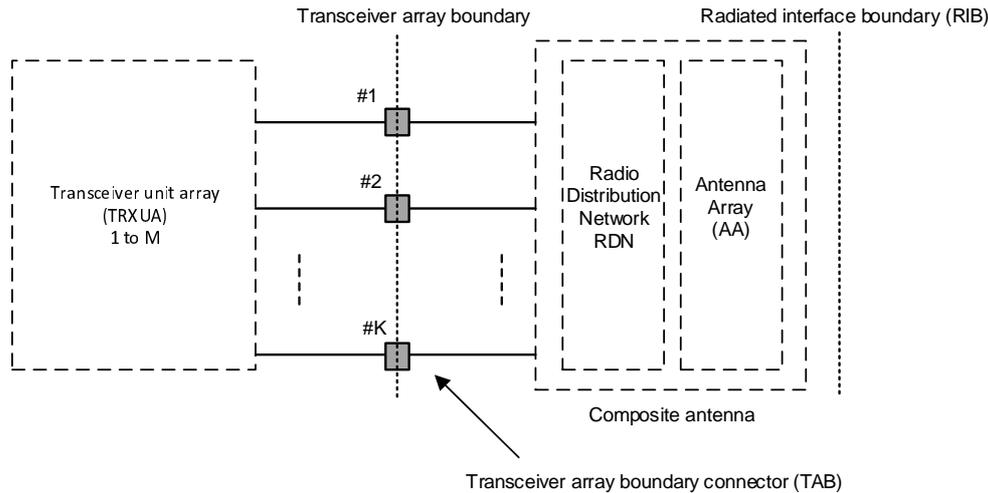 Transceiver array boundary
Radiated interface boundary (RIB)
#1
#2
#K
Transceiver unit array
(TRXUA)
1 to M
Radio
Distribution
Network
RDN
Antenna
Array
(AA)
Composite antenna
Transceiver array boundary connector (TAB)